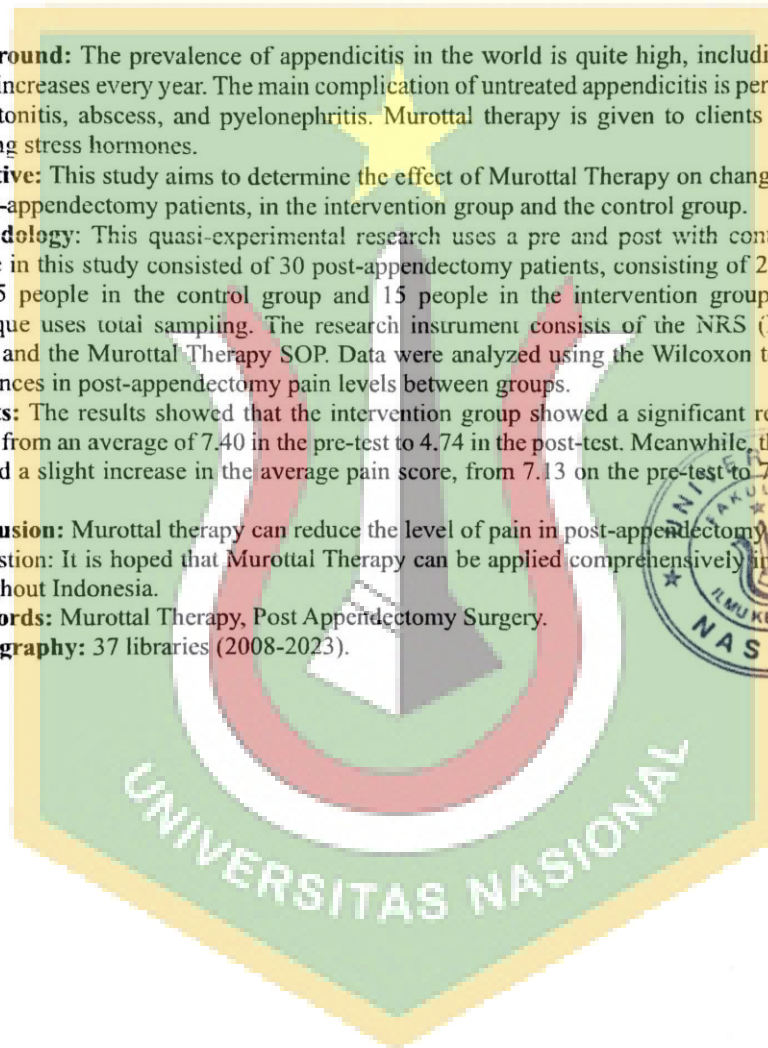 round: The prevalence of appendicitis in the world is quite high, includi
increases every year. The main complication of untreated appendicitis is per
tonitis, abscess, and pyelonephritis. Murottal therapy is given to clients
ng stress hormones.
tive: This study aims to determine the effect of Murottal Therapy on chang
-appendectomy patients, in the intervention group and the control group.
dology: This quasi-experimental research uses a pre and post with cont
e in this study consisted of 30 post-appendectomy patients, consisting of 2
5 people in the control group and 15 people in the intervention group
que uses total sampling. The research instrument consists of the NRS (
and the Murottal Therapy SOP. Data were analyzed using the Wilcoxon t
nces in post-appendectomy pain levels between groups.
ts: The results showed that the intervention group showed a significant re
from an average of 7.40 in the pre-test to 4.74 in the post-test. Meanwhile, th
d a slight increase in the average pain score, from 7.13 on the pre-test to 7
usion: Murottal therapy can reduce the level of pain in post-appendectomy
stion: It is hoped that Murottal Therapy can be applied comprehensively in
hout Indonesia.
ords: Murottal Therapy, Post Appendectomy Surgery.
graphy: 37 libraries (2008-2023).
UNIVERSITAS NASIONAL